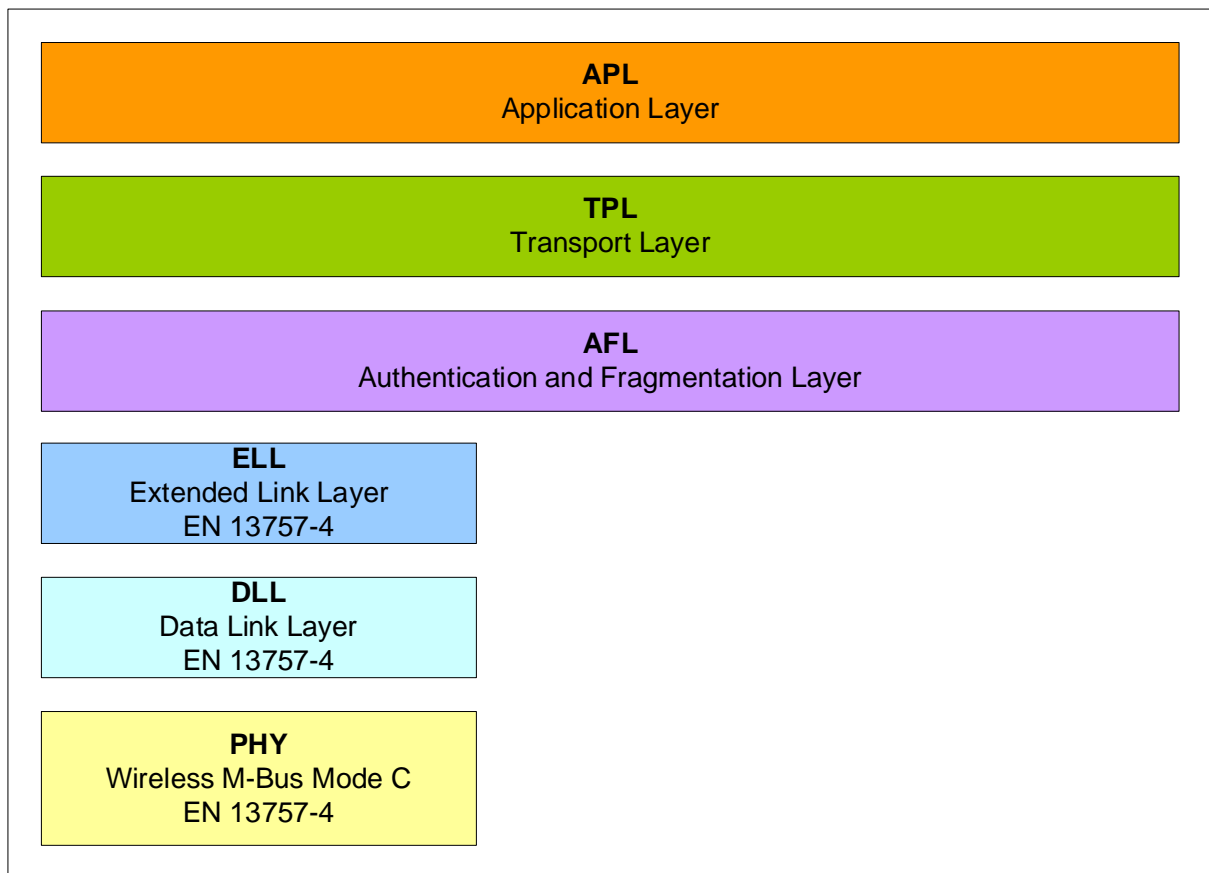 APL
Application Layer
TPL
Transport Layer
AFL
Authentication and Fragmentation Layer
ELL
Extended Link Layer
EN 13757-4
DLL
Data Link Layer
EN 13757-4
PHY
Wireless M-Bus Mode C
EN 13757-4